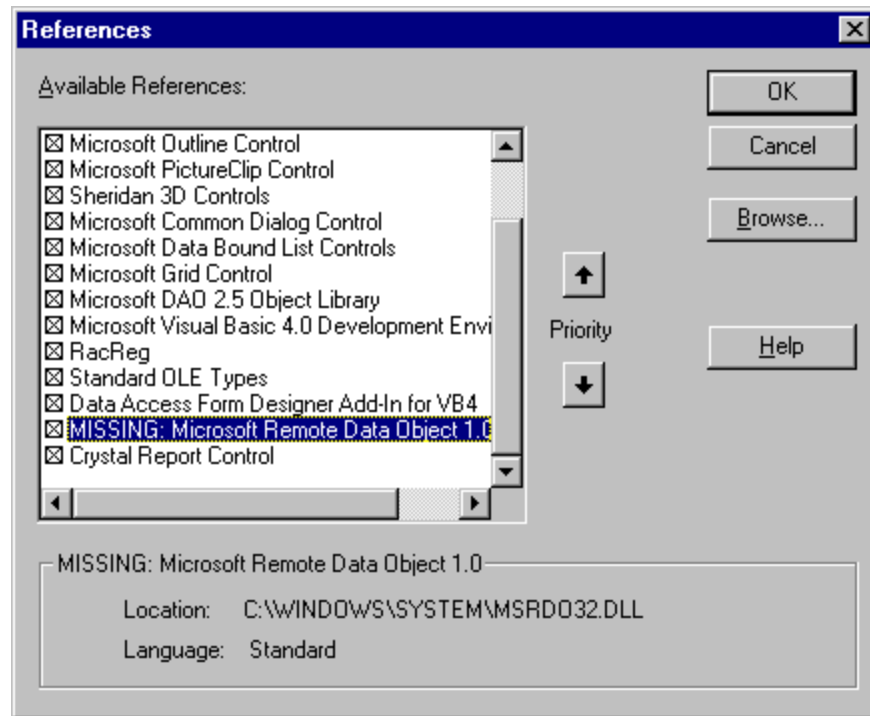 References
Available References:
OK
Cancel
Browse...
Help
Microsoft Outline Control
Microsoft PictureClip Control
Sheridan 3D Controls
Microsoft Common Dialog Control
Microsoft Data Bound List Controls
Microsoft Grid Control
Microsoft DAO 2.5 Object Library
Microsoft Visual Basic 4.0 Development Envi
RacReg
Standard OLE Types
Data Access Form Designer Add-In for VB4
MISSING: Microsoft Remote Data Object 1.0
Crystal Report Control
Priority
MISSING: Microsoft Remote Data Object 1.0
Location: C:\WINDOWS\SYSTEM\MSRDO32.DLL
Language: Standard